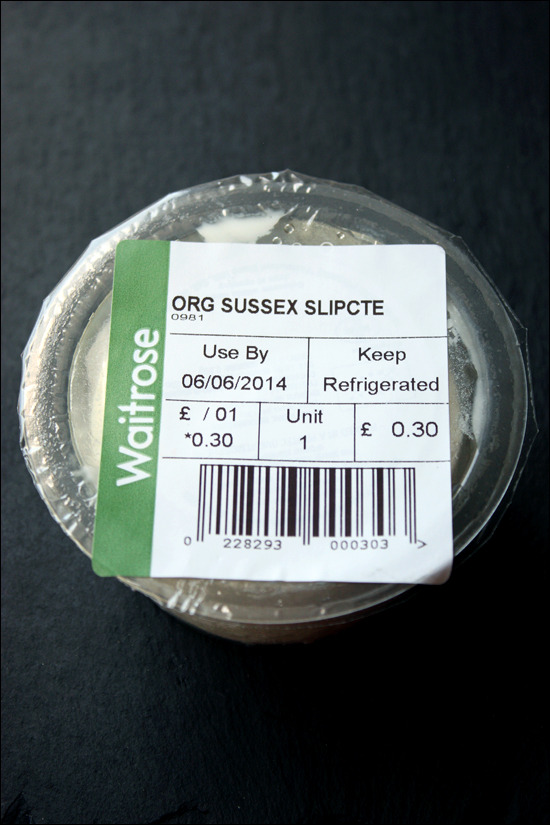 Waitrose
ORG SUSSEX SLIPCTE
0981
Use By
06/06/2014
Keep
Refrigerated
£ / 01
*0.30
Unit
1
£ 0.30
0 228293 000303 >